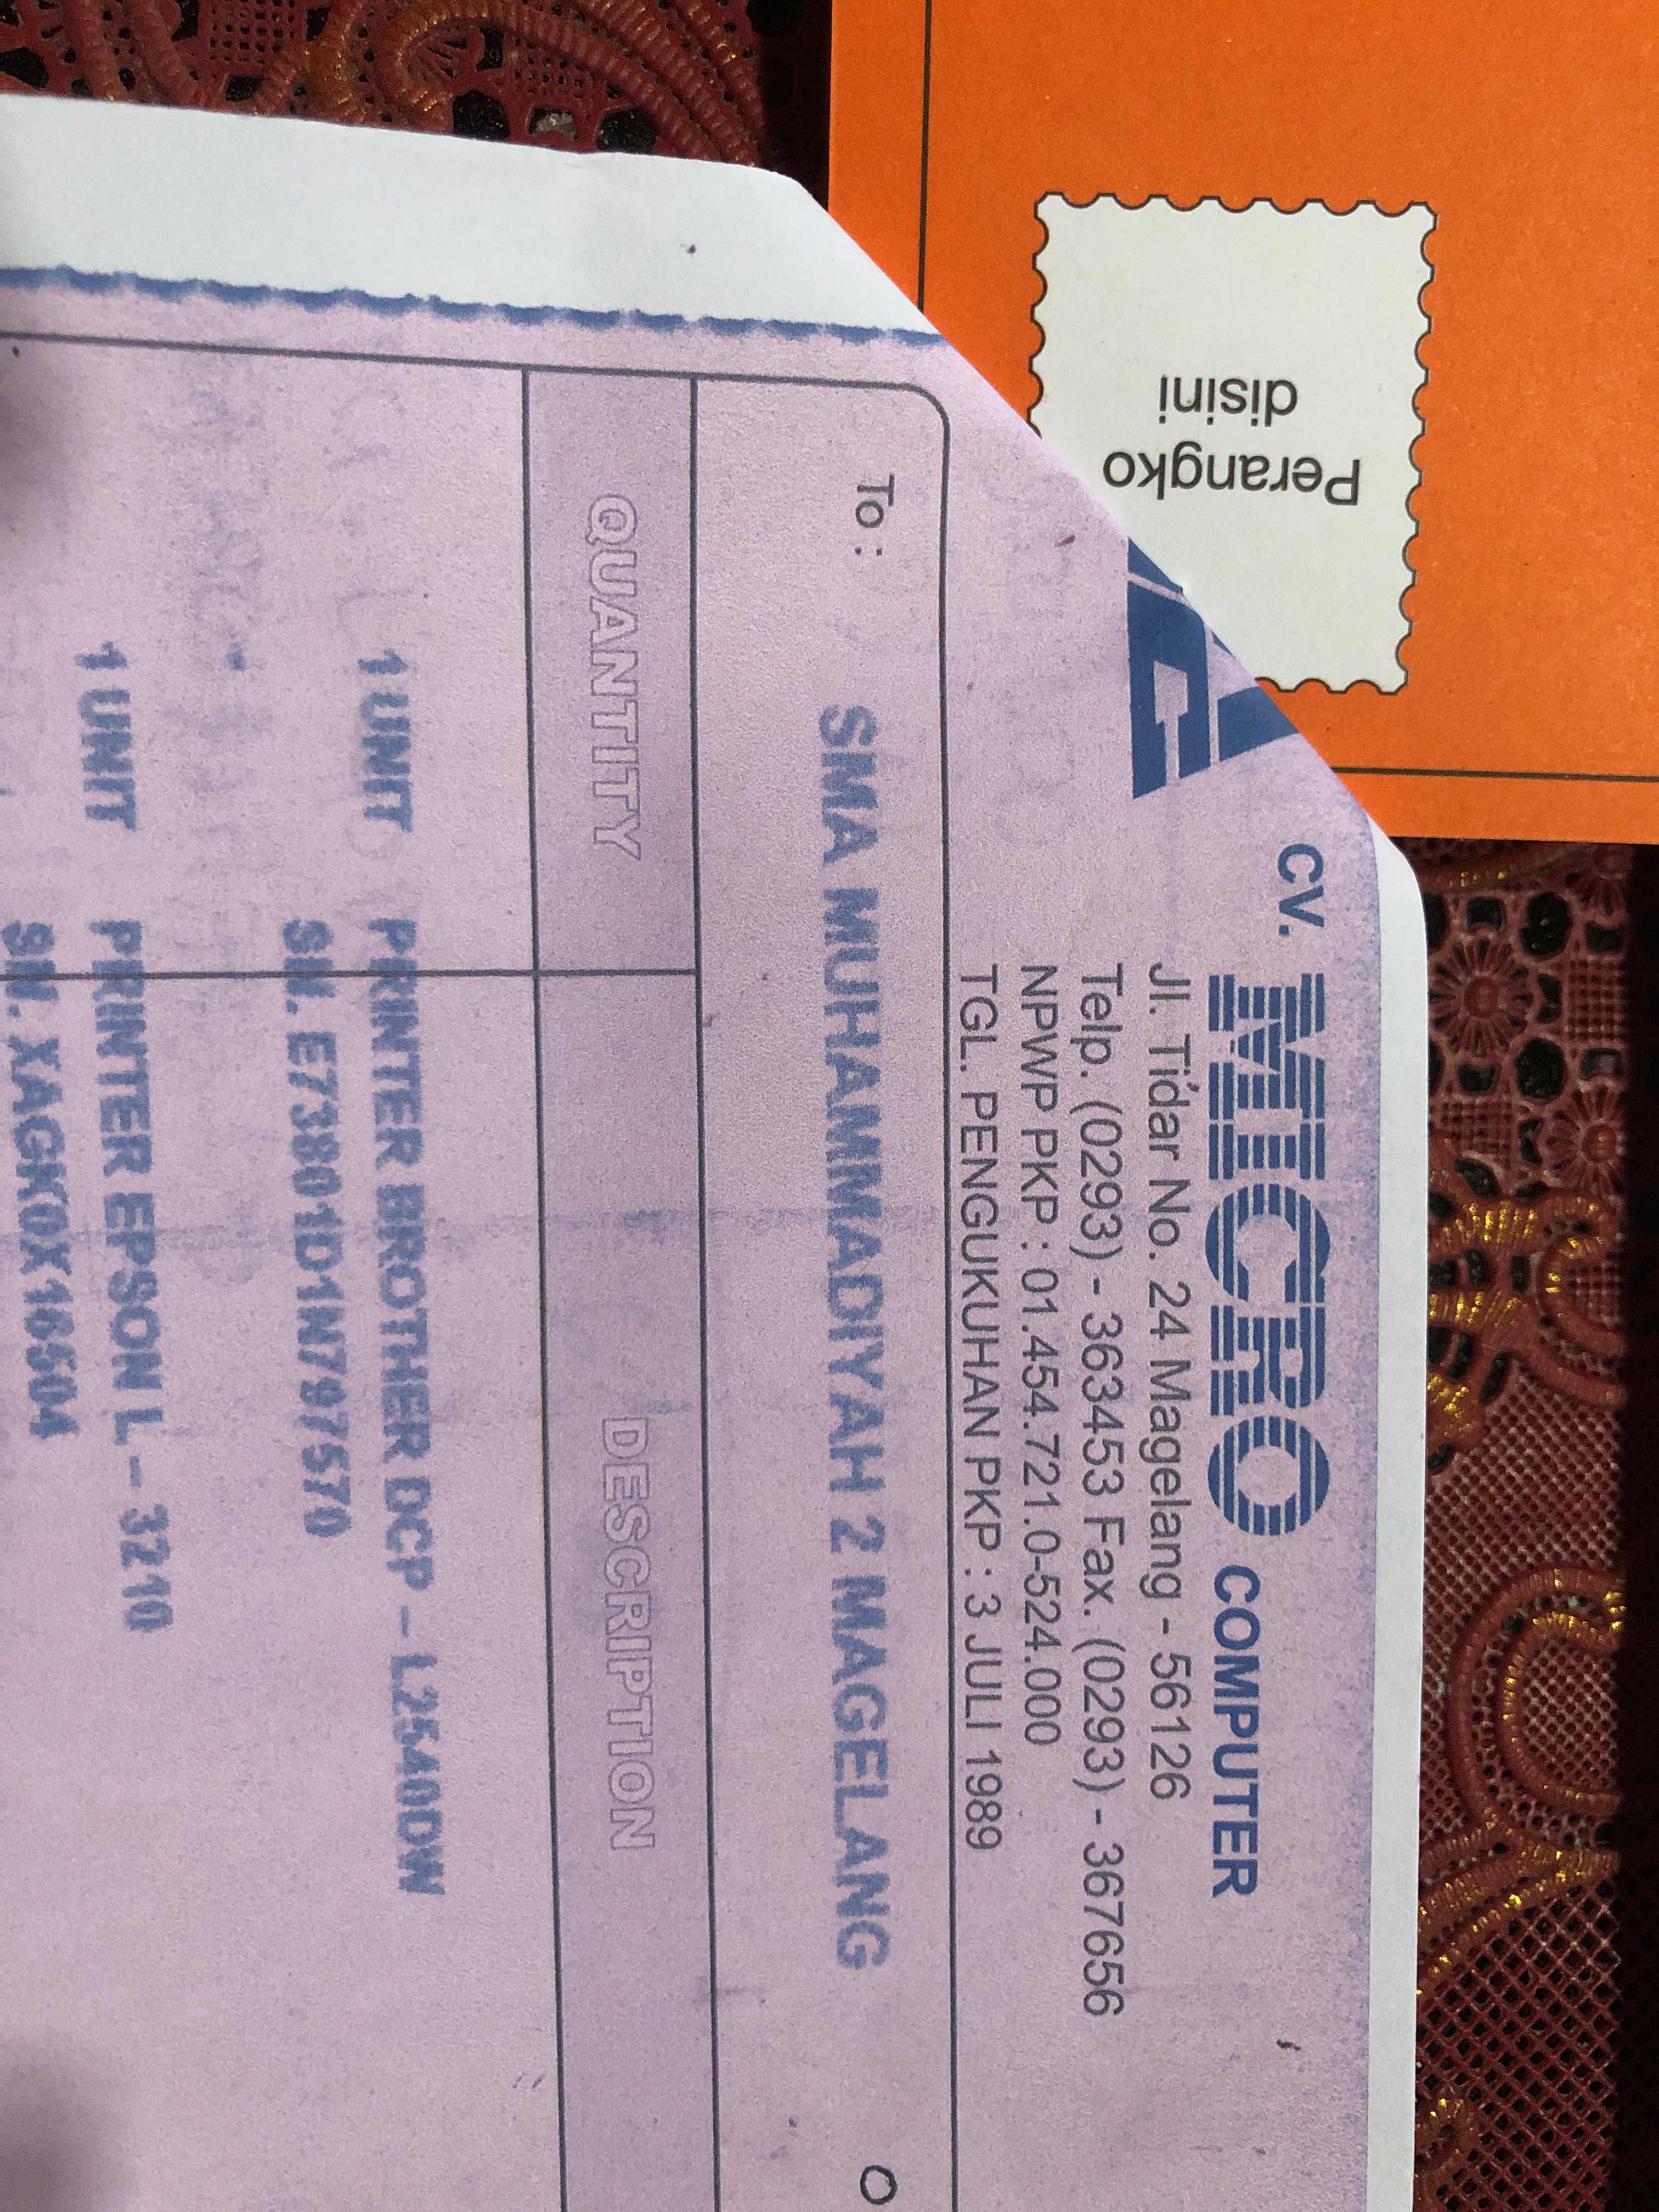 CV. MICRO COMPUTER
Jl. Tidar No. 24 Magelang - 56126
Telp. (0293) - 363453 Fax. (0293) - 367656
NPWP PKP : 01.454.721.0-524.000
TGL. PENGUKUHAN PKP : 3 JULI 1989
To : SMA MUHAMMADIYAH 2 MAGELANG
QUANTITY DESCRIPTION
1 UNIT PRINTER BROTHER DCP - L2540DW
SN. E73801D1N797570
1 UNIT PRINTER EPSON L - 3210
SN. XAGK0X16504
Perangko
disini